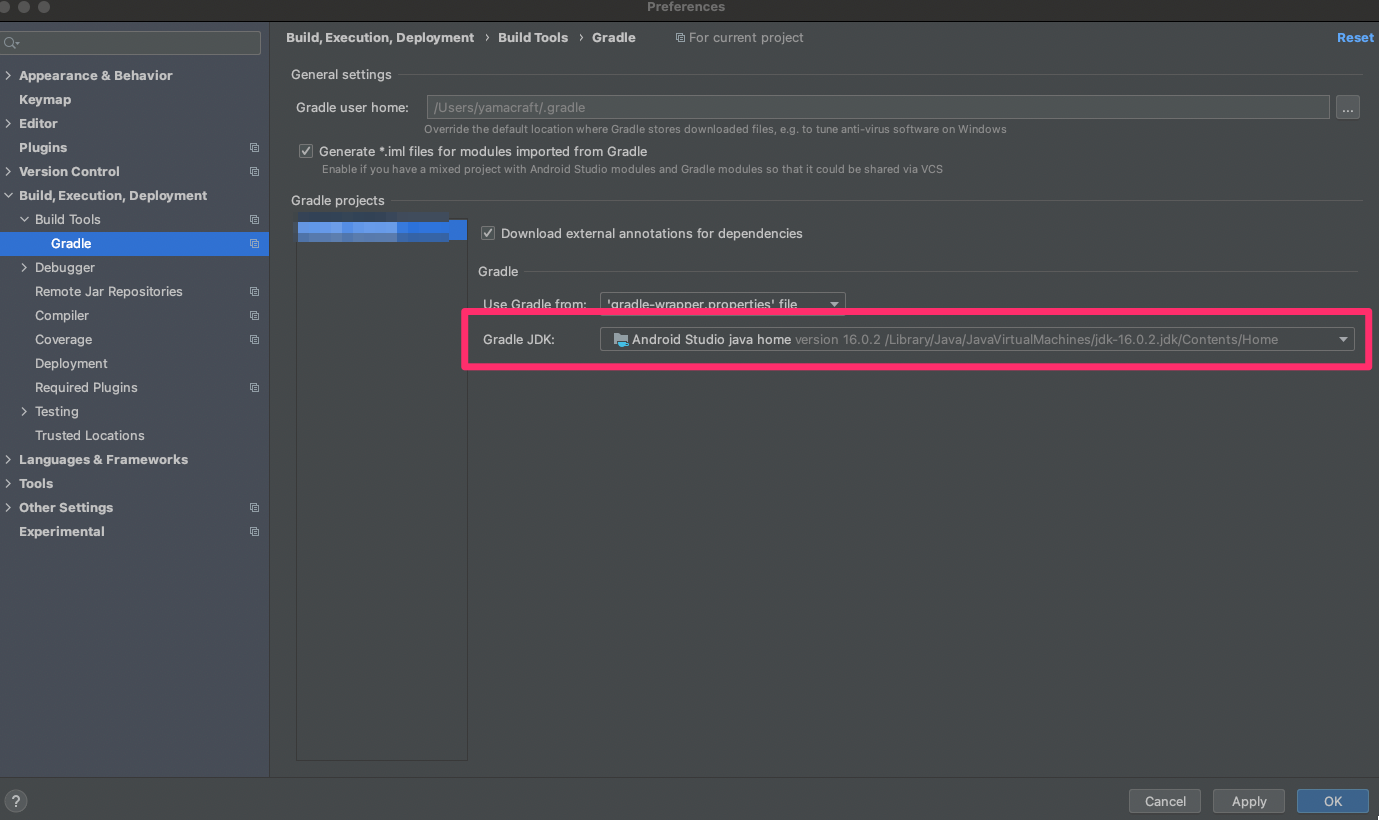 Preferences
Appearance & Behavior
Keymap
Editor
Plugins
Version Control
Build, Execution, Deployment
Build Tools
Gradle
Debugger
Remote Jar Repositories
Compiler
Coverage
Deployment
Required Plugins
Testing
Trusted Locations
Languages & Frameworks
Tools
Other Settings
Experimental
Build, Execution, Deployment › Build Tools › Gradle For current project Reset
General settings
Gradle user home: /Users/yamacraft/.gradle ...
Override the default location where Gradle stores downloaded files, e.g. to tune anti-virus software on Windows
Generate *.iml files for modules imported from Gradle
Enable if you have a mixed project with Android Studio modules and Gradle modules so that it could be shared via VCS
Gradle projects
Download external annotations for dependencies
Gradle
Use Gradle from: 'gradle-wrapper.properties' file
Gradle JDK: Android Studio java home version 16.0.2 /Library/Java/JavaVirtualMachines/jdk-16.0.2.jdk/Contents/Home
? Cancel Apply OK